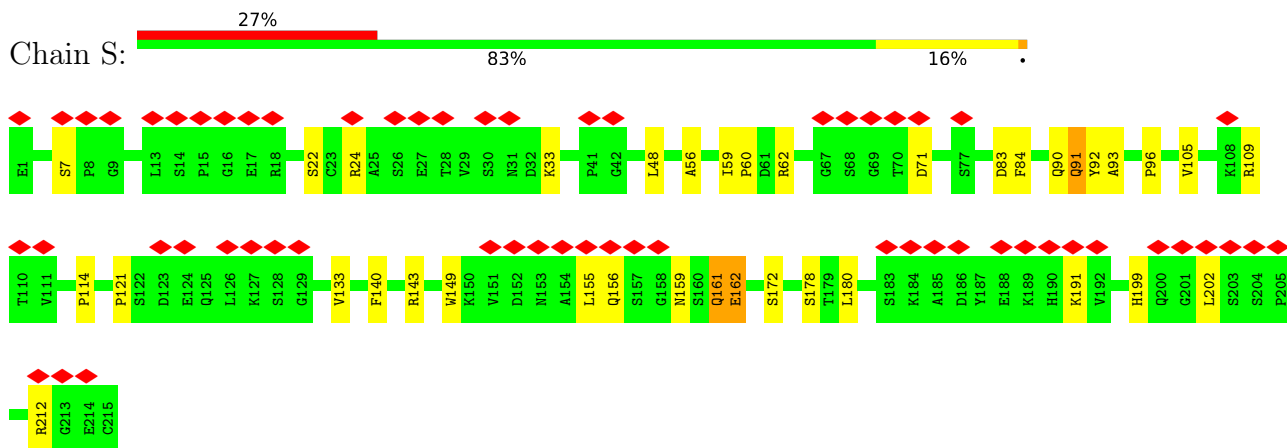 27%
Chain S:
83% 16% •
E1 S7 P8 G9 L13 S14 P15 G16 E17 R18 S22 C23 R24 A25 S26 E27 T28 V29 S30 N31 D32 K33 P41 G42 L48 A56 I59 P60 D61 R62 G67 S68 G69 T70 D71 S77 D83 F84 Q90 Q91 Y92 A93 P96 V105 K108 R109
T110 V111 P114 P121 S122 D123 E124 Q125 L126 K127 S128 G129 V133 F140 R143 W149 K150 V151 D152 N153 A154 L155 Q156 S157 G158 N159 S160 Q161 E162 S172 S178 T179 L180 S183 K184 A185 D186 Y187 E188 K189 H190 K191 V192 H199 Q200 G201 L202 S203 S204 P205
R212 G213 E214 C215